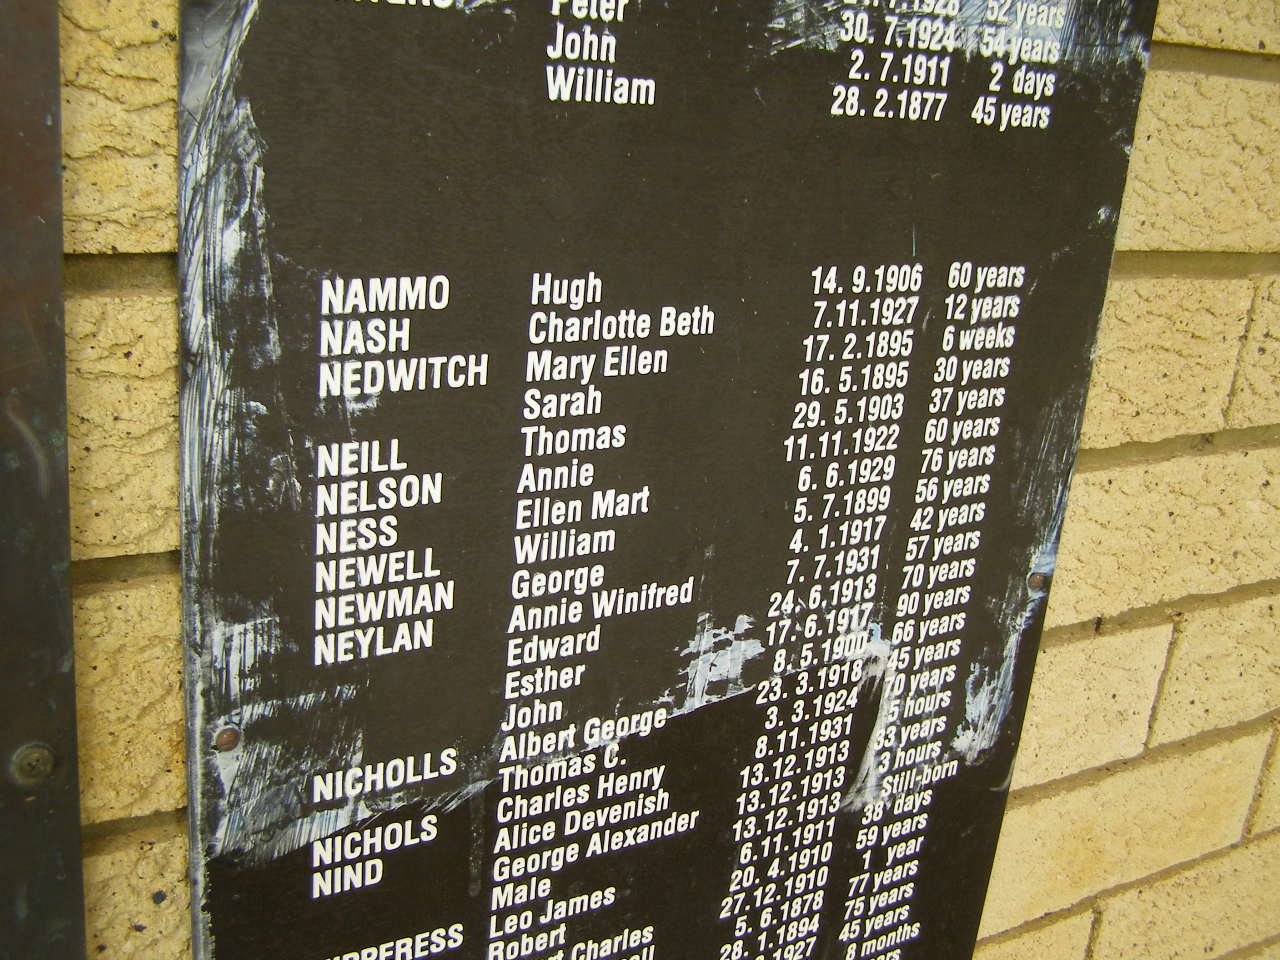 Peter 52 years
John 30. 7.1924 54 years
2. 7.1911 2 days
William 28. 2.1877 45 years
NAMMO Hugh 14. 9.1906 60 years
NASH Charlotte Beth 7.11.1927 12 years
NEDWITCH Mary Ellen 17. 2.1895 6 weeks
Sarah 16. 5.1895 30 years
NEILL Thomas 29. 5.1903 37 years
NELSON Annie 11.11.1922 60 years
NESS Ellen Mart 6. 6.1929 76 years
NEWELL William 5. 7.1899 56 years
NEWMAN George 4. 1.1917 42 years
NEYLAN Annie Winifred 7. 7.1931 57 years
Edward 24. 6.1913 70 years
Esther 17. 6.1917 90 years
John 8. 5.1900 66 years
NICHOLLS Albert George 23. 3.1918 45 years
Thomas C. 3. 3.1924 70 years
NICHOLS Charles Henry 8.11.1931 5 hours
NIND Alice Devenish 13.12.1913 33 years
George Alexander 13.12.1913 3 hours
Male 13.12.1913 Still-born
Leo James 6.11.1911 38 days
Robert 20. 4.1910 59 years
Charles 27.12.1910 1 year
5. 6.1878 77 years
28. 1.1894 75 years
1927 45 years
8 months